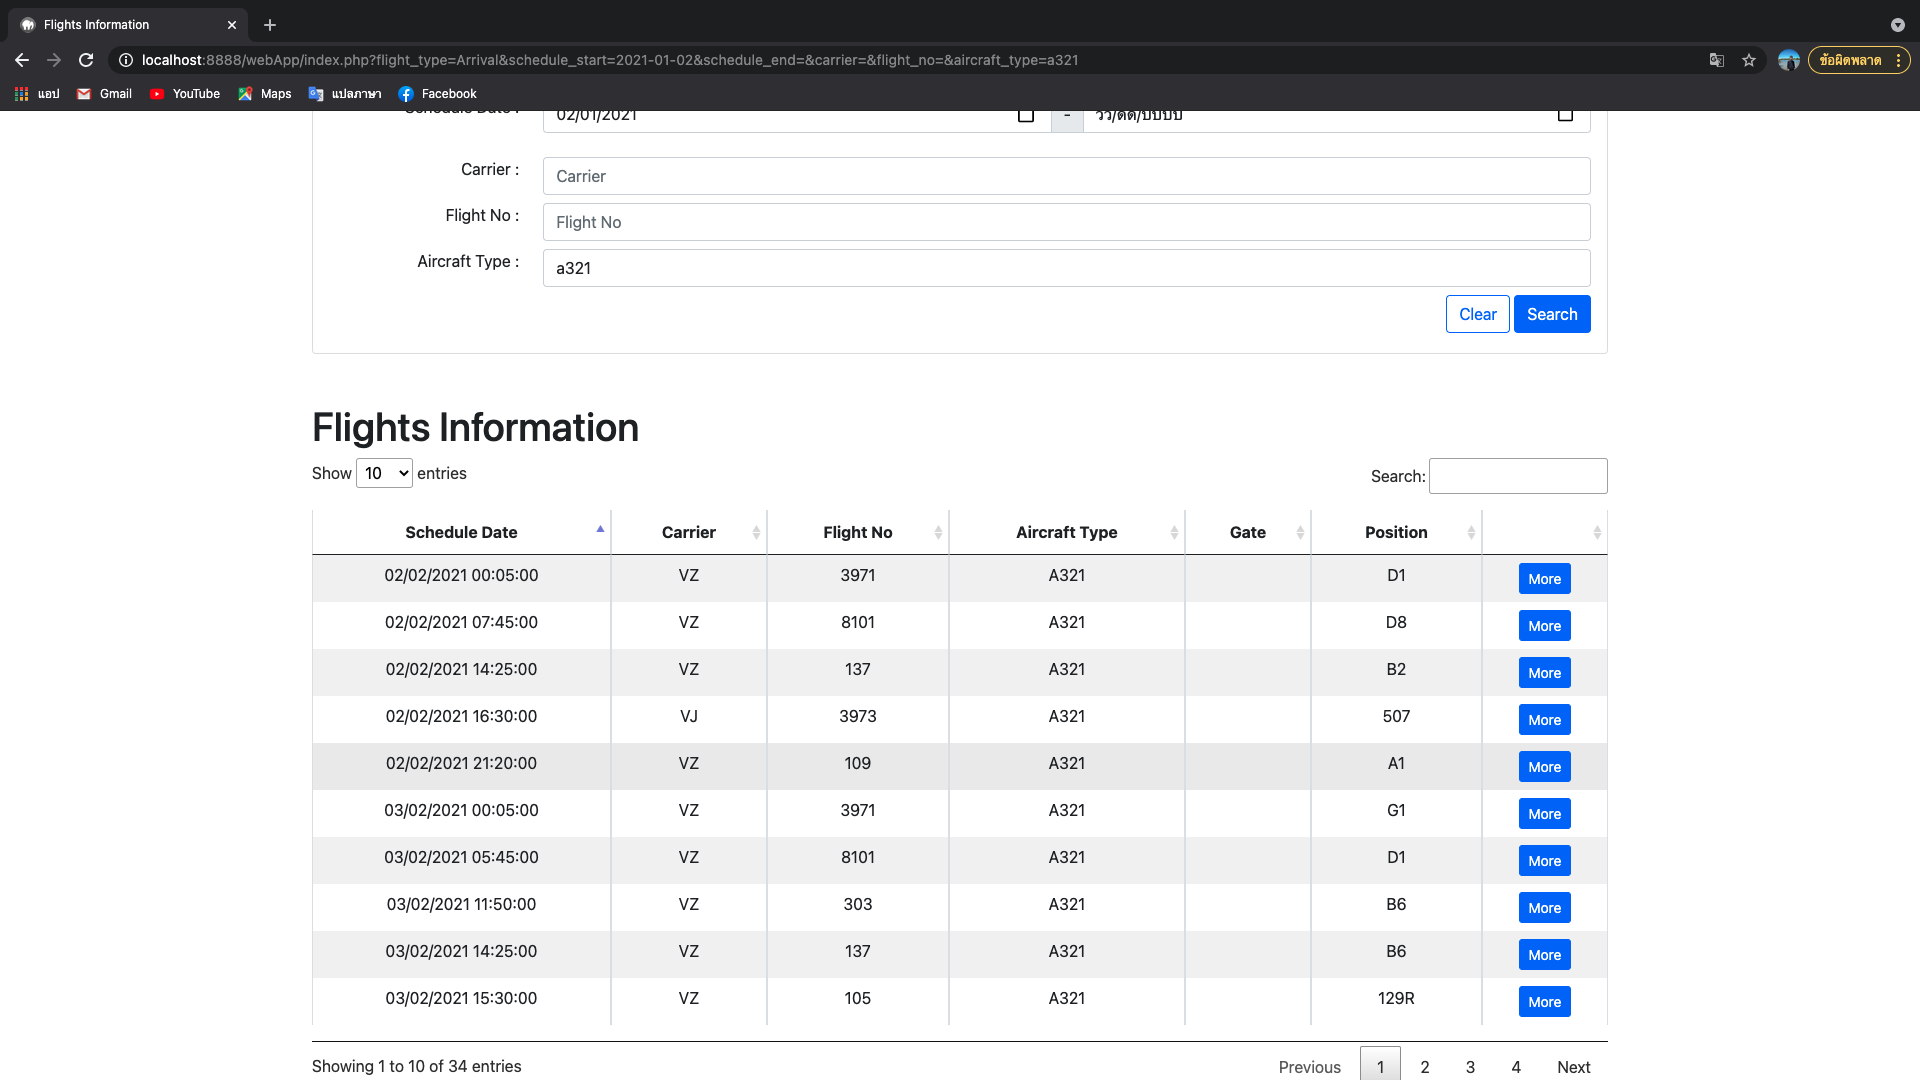 Flights Information
localhost:8888/webApp/index.php?flight_type=Arrival&schedule_start=2021-01-02&schedule_end=&carrier=&flight_no=&aircraft_type=a321
ข้อผิดพลาด
แอป Gmail YouTube Maps แปลภาษา Facebook
Schedule Date : 02/01/2021 - วว/ดด/ปปปป
Carrier : Carrier
Flight No : Flight No
Aircraft Type : a321
Clear Search
Flights Information
Show 10 entries Search:
Schedule Date Carrier Flight No Aircraft Type Gate Position
02/02/2021 00:05:00 VZ 3971 A321 D1 More
02/02/2021 07:45:00 VZ 8101 A321 D8 More
02/02/2021 14:25:00 VZ 137 A321 B2 More
02/02/2021 16:30:00 VJ 3973 A321 507 More
02/02/2021 21:20:00 VZ 109 A321 A1 More
03/02/2021 00:05:00 VZ 3971 A321 G1 More
03/02/2021 05:45:00 VZ 8101 A321 D1 More
03/02/2021 11:50:00 VZ 303 A321 B6 More
03/02/2021 14:25:00 VZ 137 A321 B6 More
03/02/2021 15:30:00 VZ 105 A321 129R More
Showing 1 to 10 of 34 entries Previous 1 2 3 4 Next